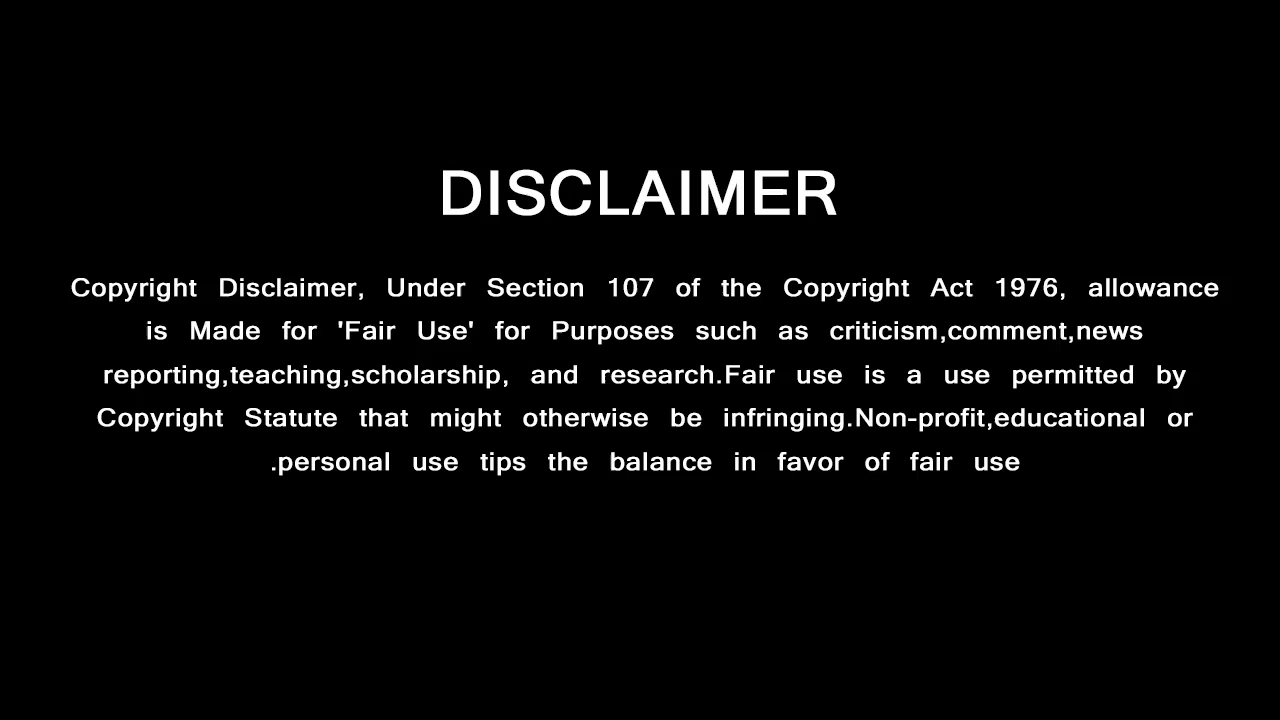 DISCLAIMER
Copyright Disclaimer, Under Section 107 of the Copyright Act 1976, allowance
is Made for 'Fair Use' for Purposes such as criticism,comment,news
reporting,teaching,scholarship, and research.Fair use is a use permitted by
Copyright Statute that might otherwise be infringing.Non-profit,educational or
.personal use tips the balance in favor of fair use